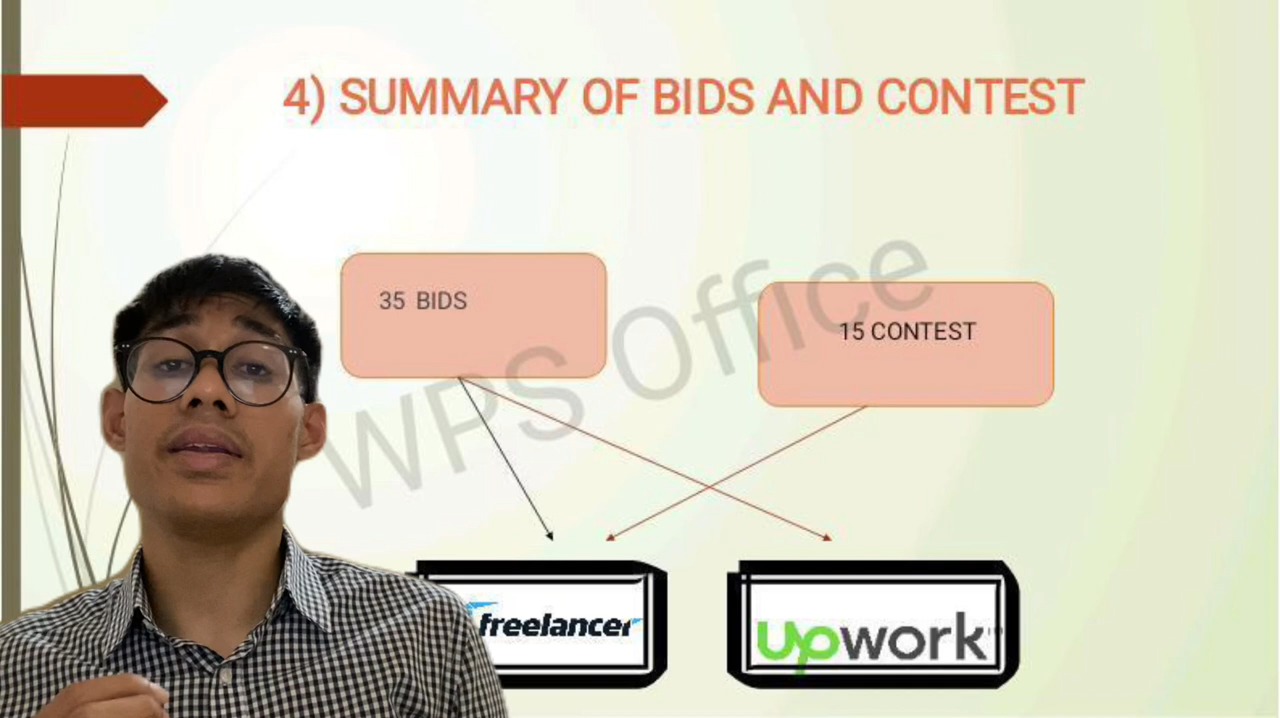 4) SUMMARY OF BIDS AND CONTEST
35 BIDS
15 CONTEST
WPS Office
freelancer
upwork